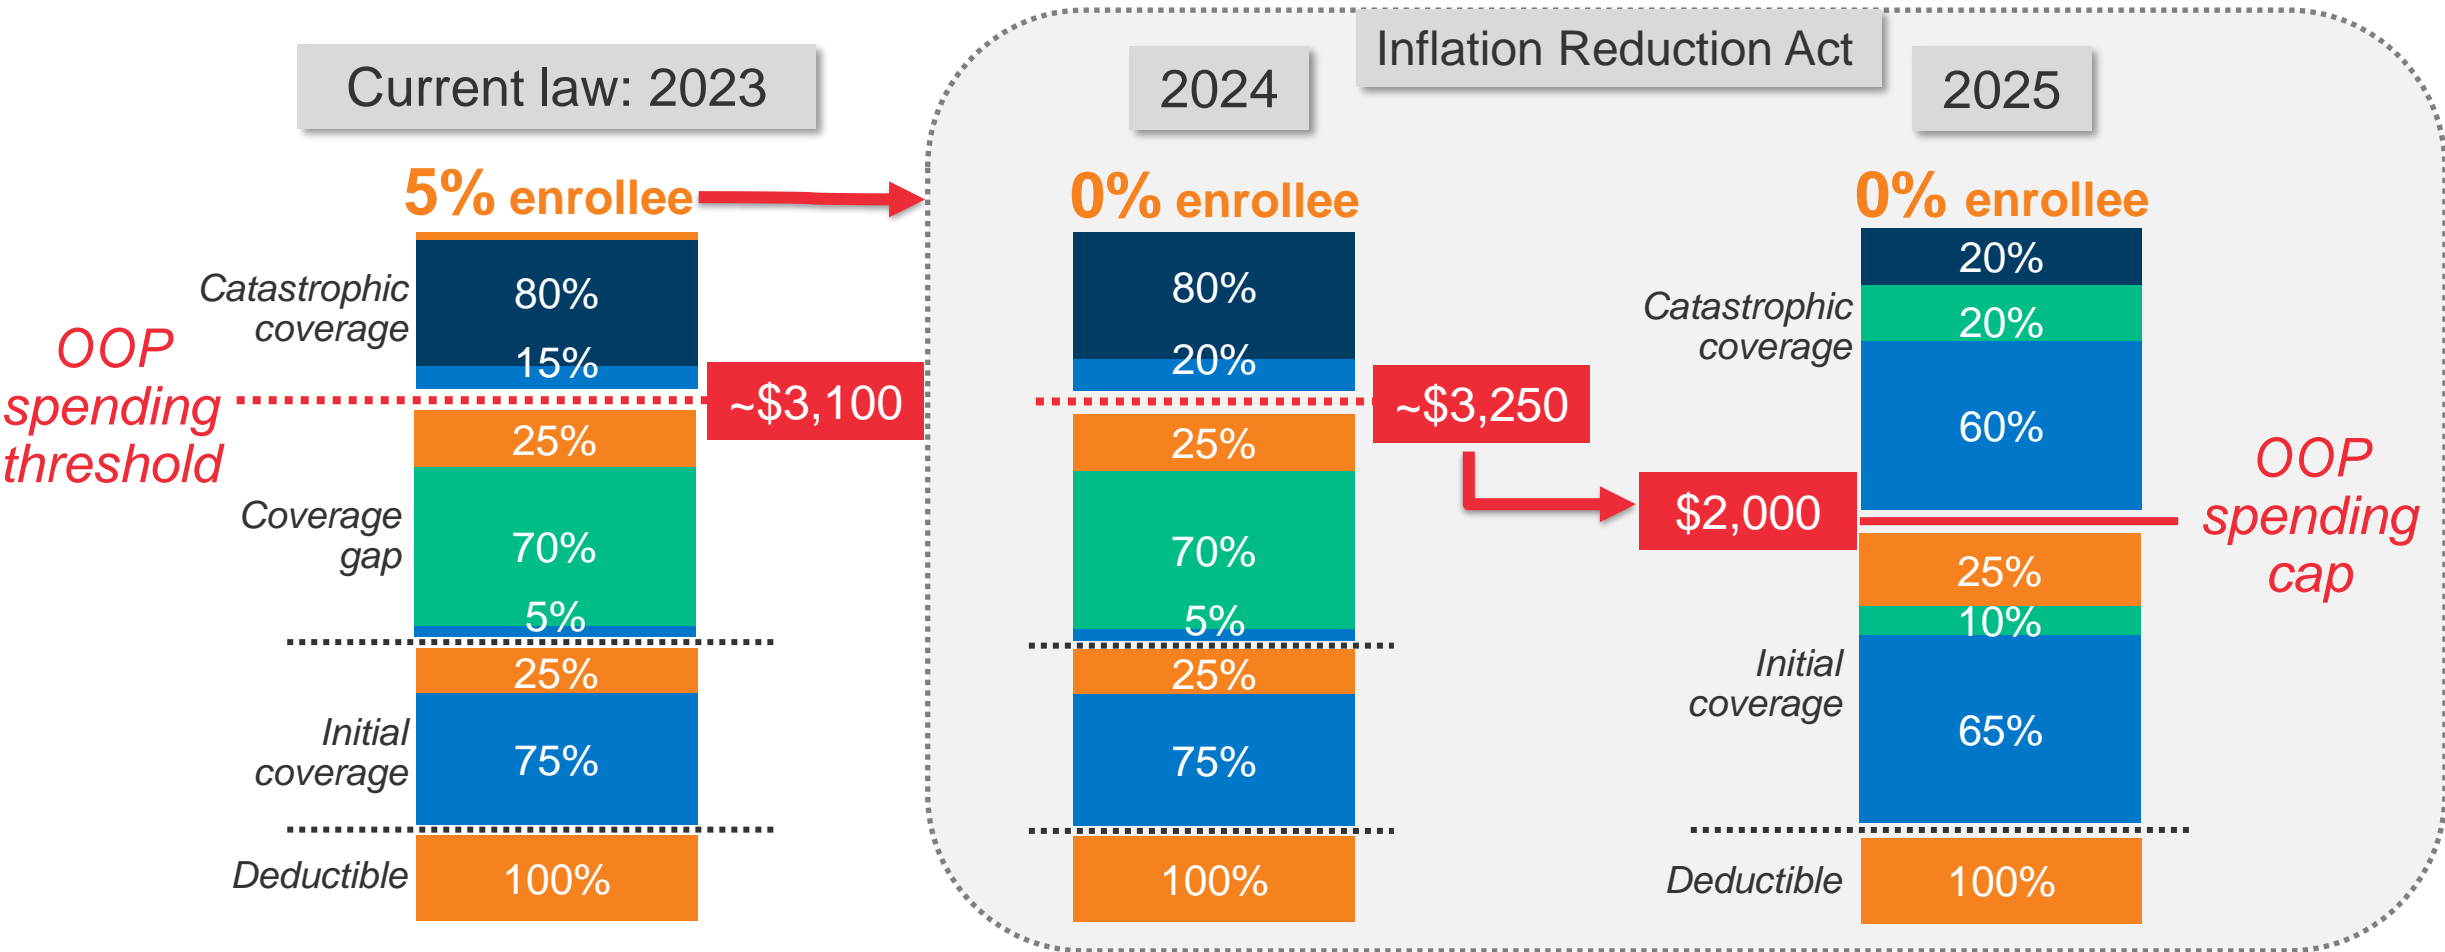 Current law: 2023
5% enrollee
Catastrophic
coverage
80%
15%
OOP
spending
threshold
~$3,100
Coverage
gap
25%
70%
5%
Initial
coverage
25%
75%
Deductible
100%
Inflation Reduction Act
2024
0% enrollee
80%
20%
~$3,250
25%
70%
5%
25%
75%
100%
2025
0% enrollee
Catastrophic
coverage
20%
20%
60%
$2,000
OOP
spending
cap
Initial
coverage
25%
10%
65%
Deductible
100%